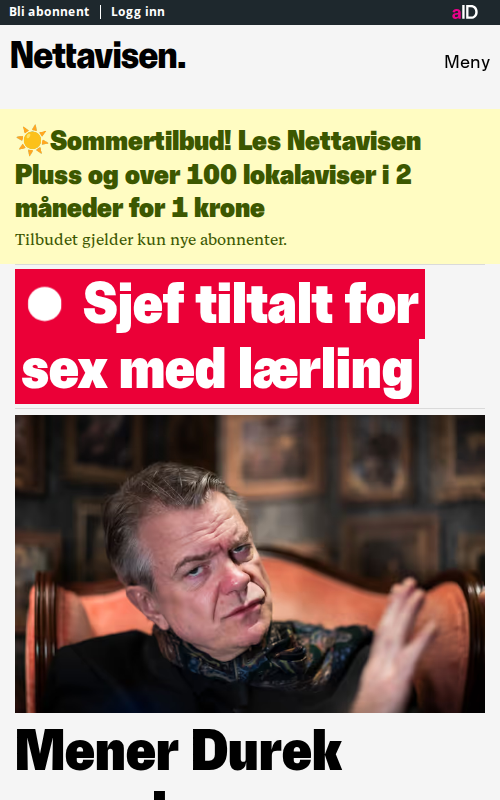 Bli abonnent | Logg inn
aID
Nettavisen.
Meny
☀️Sommertilbud! Les Nettavisen
Pluss og over 100 lokalaviser i 2
måneder for 1 krone
Tilbudet gjelder kun nye abonnenter.
Sjef tiltalt for
sex med lærling
Mener Durek